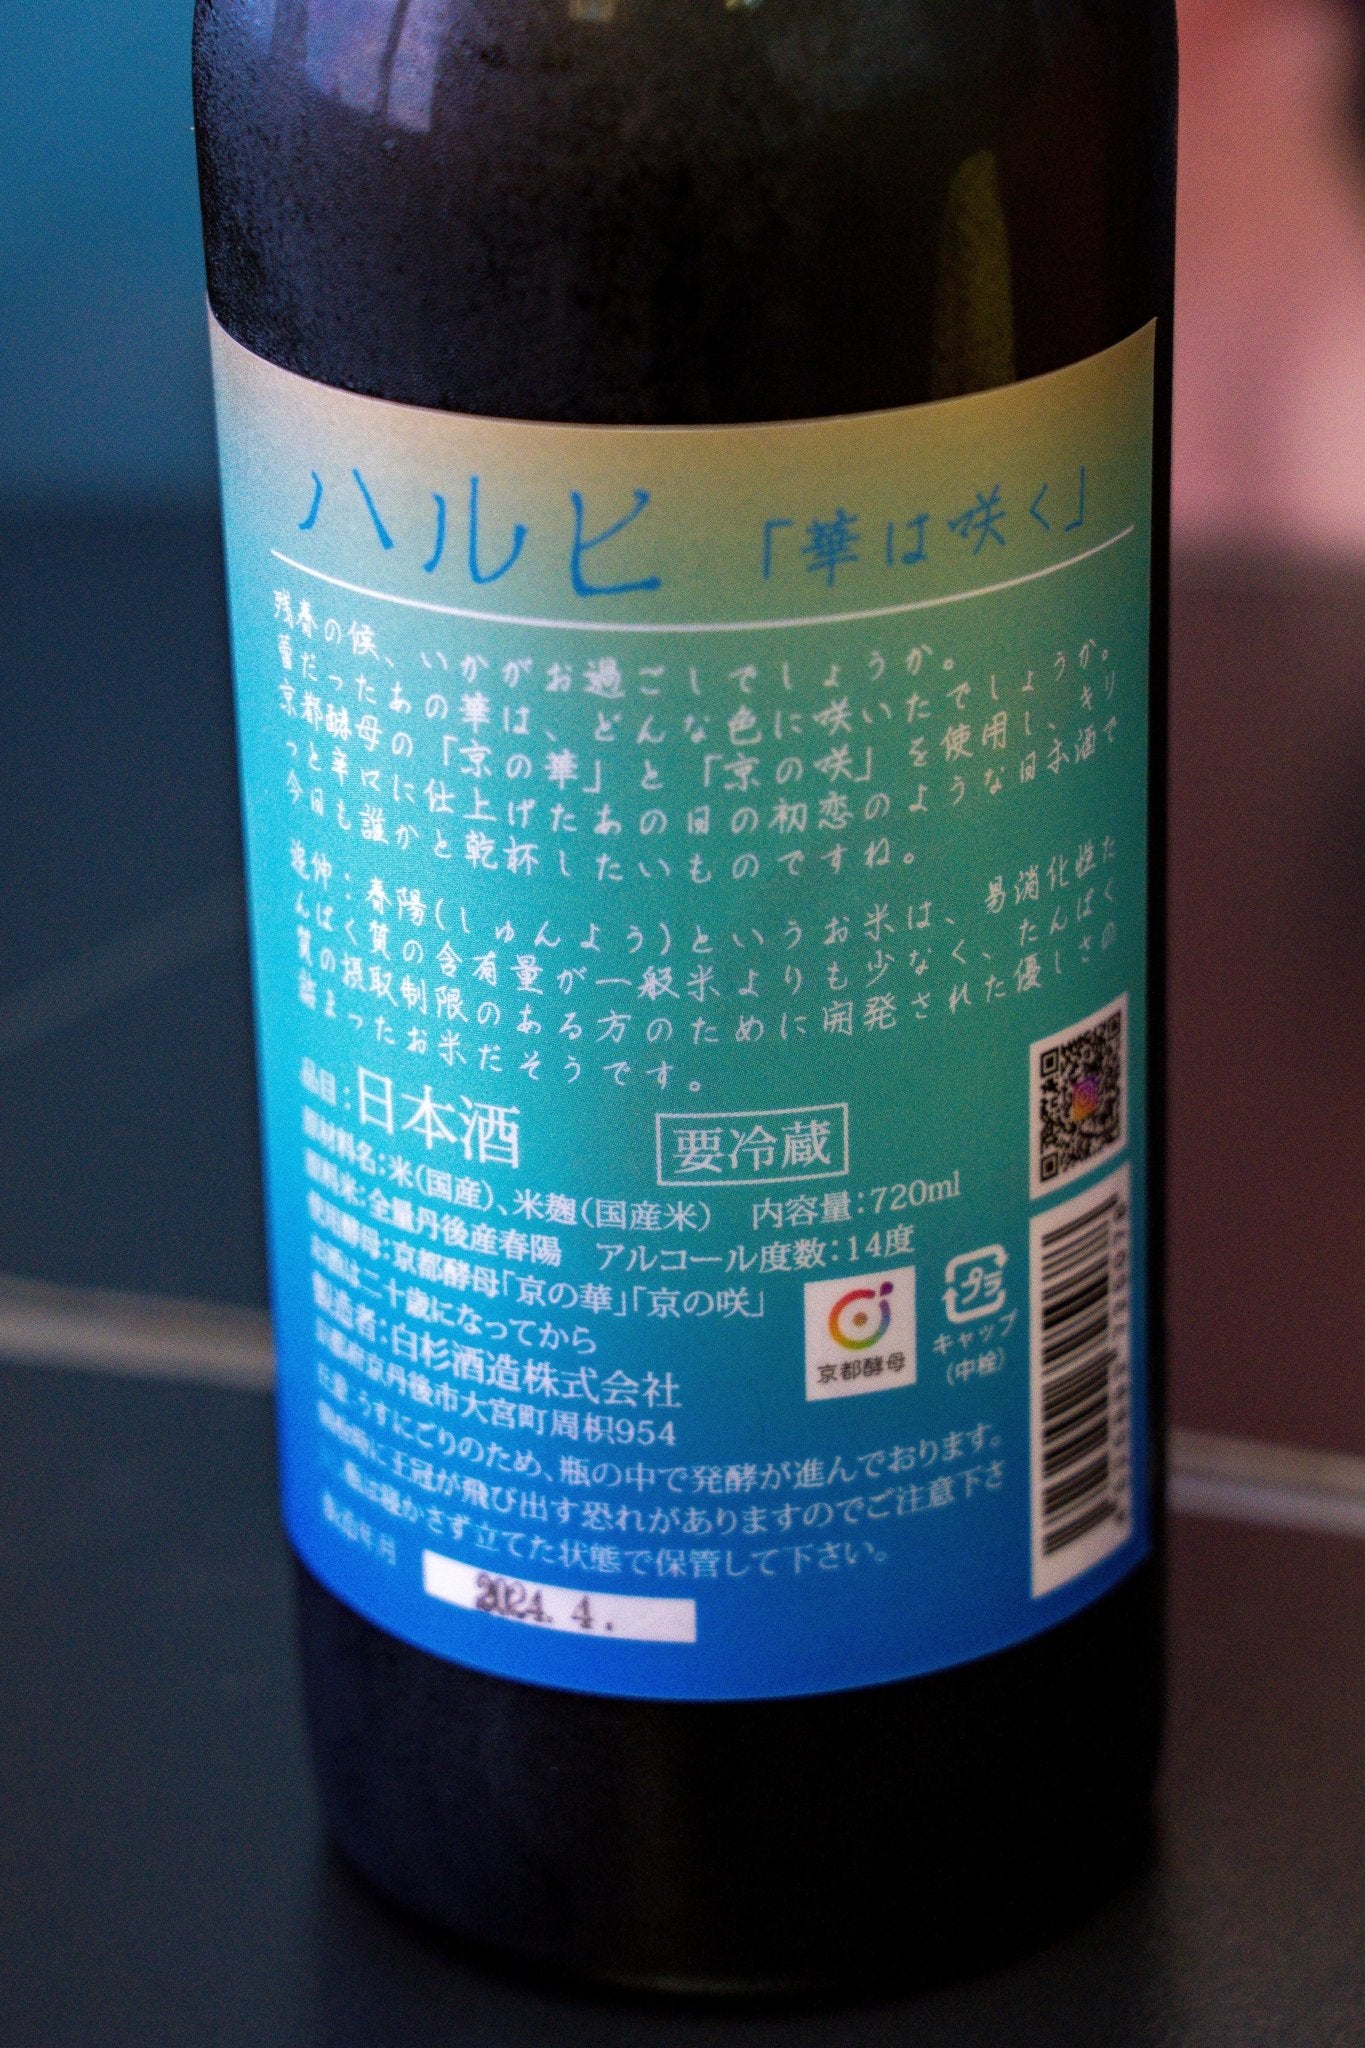 ハルヒ 「華は咲く」
残春の候、いかがお過ごしでしょうか。
蕾だったあの華は、どんな色に咲いたでしょうか。
京都酵母の「京の華」と「京の咲」を使用し、キリ
っと辛口に仕上げたあの日の初恋のような日本酒で
今日も誰かと乾杯したいものですね。
追伸：春陽(しゅんよう)というお米は、易消化性た
んぱく質の含有量が一般米よりも少なく、たんぱく
質の摂取制限のある方のために開発された優しさの
詰まったお米だそうです。
品目：日本酒 要冷蔵
原材料名：米(国産)、米麹(国産米) 内容量：720ml
原料米：全量丹後産春陽 アルコール度数：14度
使用酵母：京都酵母「京の華」「京の咲」
お酒は二十歳になってから
製造者：白杉酒造株式会社
京都府京丹後市大宮町周枳954
注意：うすにごりのため、瓶の中で発酵が進んでおります。
開栓時に王冠が飛び出す恐れがありますのでご注意下さ
瓶は寝かさず立てた状態で保管して下さい。
製造年月 2024.4.
京都酵母
プラ
キャップ
(中栓)